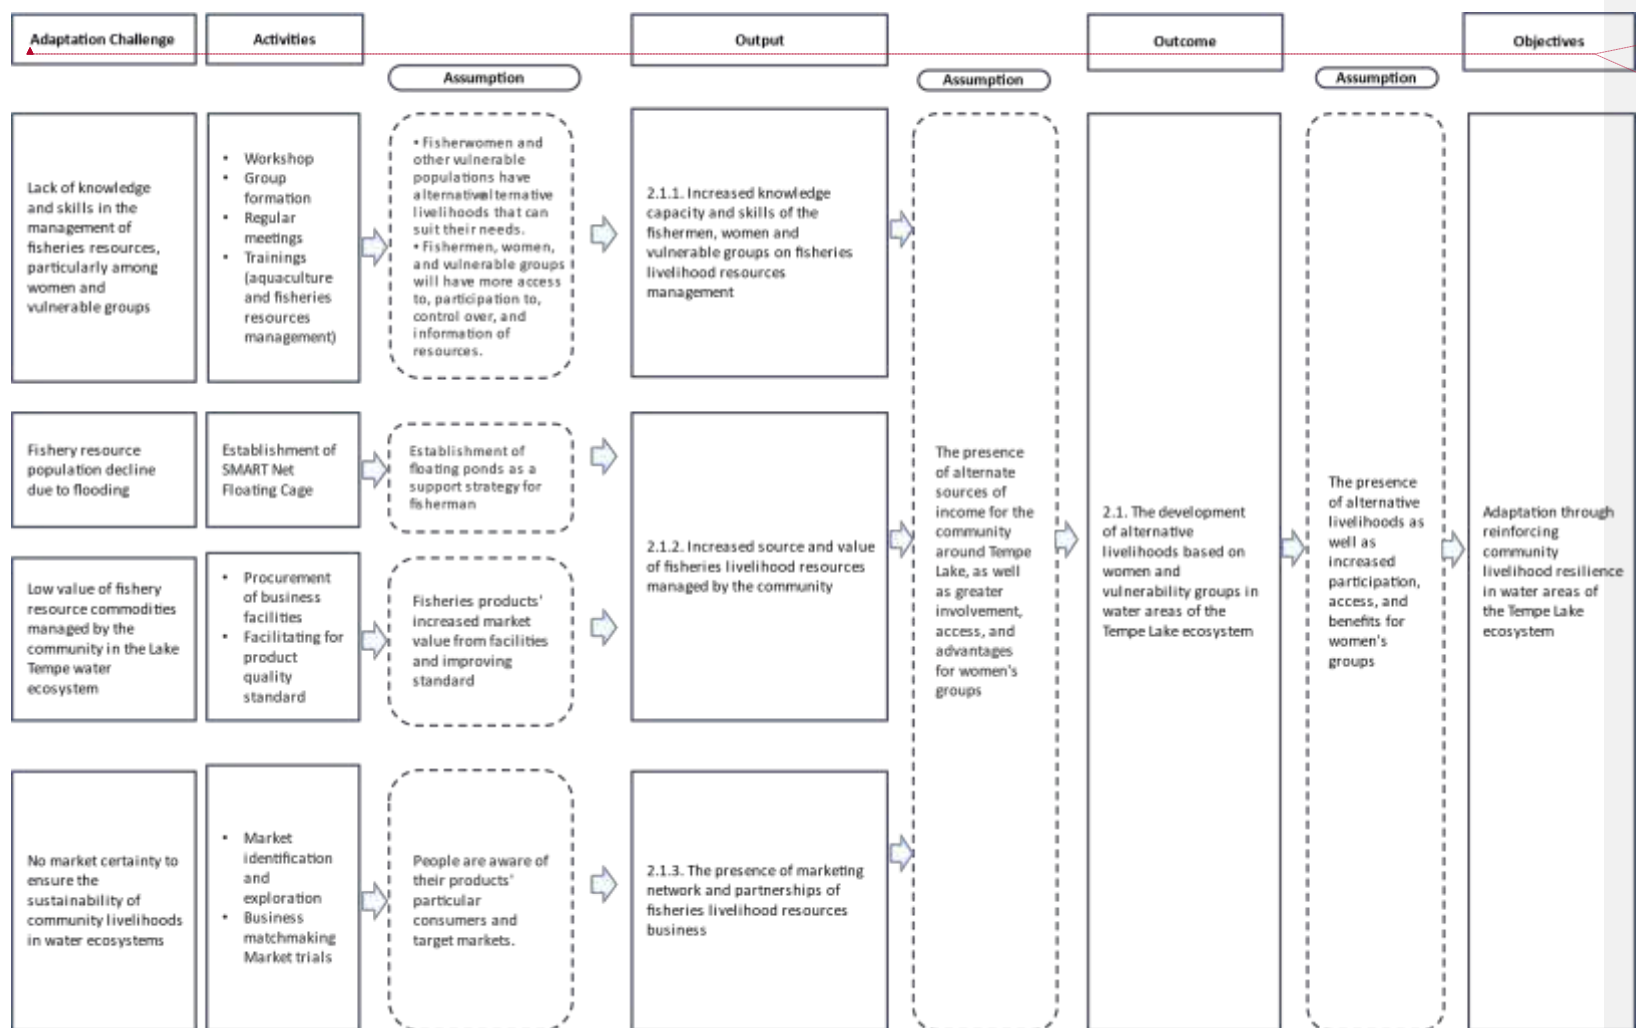 Adaptation Challenge
Activities
Output
Outcome
Objectives
Assumption
Assumption
Assumption
Lack of knowledge
and skills in the
management of
fisheries resources,
particularly among
women and
vulnerable groups
• Workshop
• Group
formation
• Regular
meetings
• Trainings
(aquaculture
and fisheries
resources
management)
• Fisherwomen and
other vulnerable
populations have
alternativealternative
livelihoods that can
suit their needs.
• Fishermen, women,
and vulnerable groups
will have more access
to, participation to,
control over, and
information of
resources.
2.1.1. Increased knowledge
capacity and skills of the
fishermen, women and
vulnerable groups on fisheries
livelihood resources
management
Fishery resource
population decline
due to flooding
Establishment of
SMART Net
Floating Cage
Establishment of
floating ponds as a
support strategy for
fisherman
2.1.2. Increased source and value
of fisheries livelihood resources
managed by the community
Low value of fishery
resource commodities
managed by the
community in the Lake
Tempe water
ecosystem
• Procurement
of business
facilities
• Facilitating for
product
quality
standard
Fisheries products'
increased market
value from facilities
and improving
standard
No market certainty to
ensure the
sustainability of
community livelihoods
in water ecosystems
• Market
identification
and
exploration
• Business
matchmaking
Market trials
People are aware of
their products'
particular
consumers and
target markets.
2.1.3. The presence of marketing
network and partnerships of
fisheries livelihood resources
business
The presence
of alternate
sources of
income for the
community
around Tempe
Lake, as well
as greater
involvement,
access, and
advantages
for women's
groups
2.1. The development
of alternative
livelihoods based on
women and
vulnerability groups in
water areas of the
Tempe Lake ecosystem
The presence
of alternative
livelihoods as
well as
increased
participation,
access, and
benefits for
women's
groups
Adaptation through
reinforcing
community
livelihood resilience
in water areas of
the Tempe Lake
ecosystem